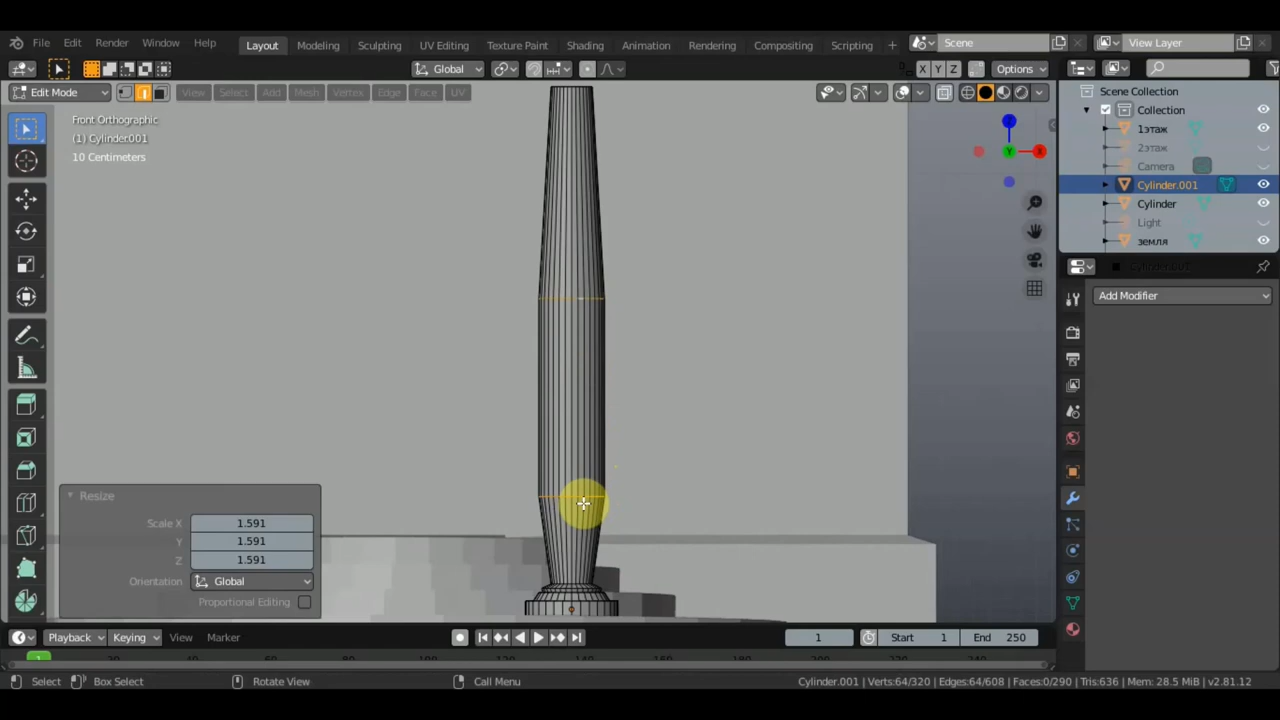 File Edit Render Window Help Layout Modeling Sculpting UV Editing Texture Paint Shading Animation Rendering Compositing Scripting + Scene View Layer
Global X Y Z Options
Edit Mode View Select Add Mesh Vertex Edge Face UV
Scene Collection
Collection
1этаж
2этаж
Camera
Cylinder.001
Cylinder
Light
земля
Front Orthographic
(1) Cylinder.001
10 Centimeters
Z
Y
X
Cylinder.001
Add Modifier
Resize
Scale X 1.591
Y 1.591
Z 1.591
Orientation Global
Proportional Editing
Playback Keying View Marker 1 Start 1 End 250
1
Select Box Select Rotate View Call Menu Cylinder.001 | Verts:64/320 | Edges:64/608 | Faces:0/290 | Tris:636 | Mem: 28.5 MiB | v2.81.12